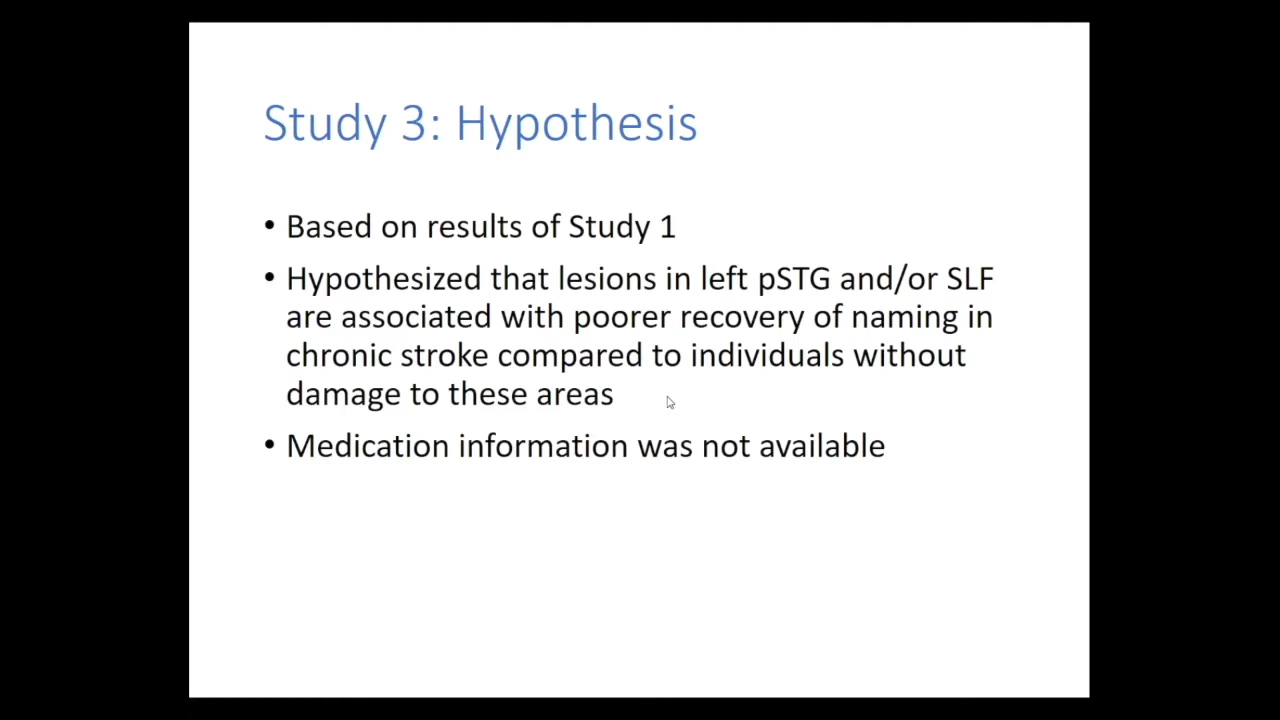 Study 3: Hypothesis
• Based on results of Study 1
• Hypothesized that lesions in left pSTG and/or SLF
are associated with poorer recovery of naming in
chronic stroke compared to individuals without
damage to these areas
• Medication information was not available